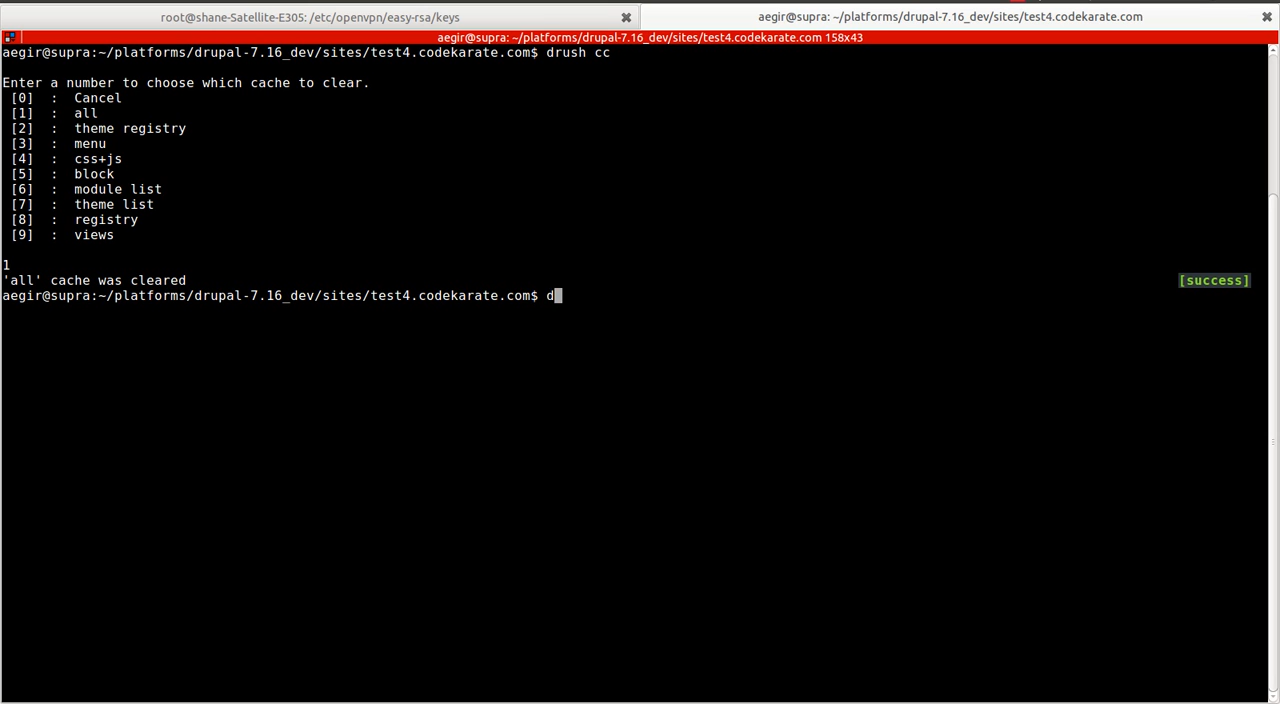 root@shane-Satellite-E305: /etc/openvpn/easy-rsa/keys
aegir@supra: ~/platforms/drupal-7.16_dev/sites/test4.codekarate.com
aegir@supra: ~/platforms/drupal-7.16_dev/sites/test4.codekarate.com 158x43
aegir@supra:~/platforms/drupal-7.16_dev/sites/test4.codekarate.com$ drush cc
Enter a number to choose which cache to clear.
[0] : Cancel
[1] : all
[2] : theme registry
[3] : menu
[4] : css+js
[5] : block
[6] : module list
[7] : theme list
[8] : registry
[9] : views
1
'all' cache was cleared [success]
aegir@supra:~/platforms/drupal-7.16_dev/sites/test4.codekarate.com$ d